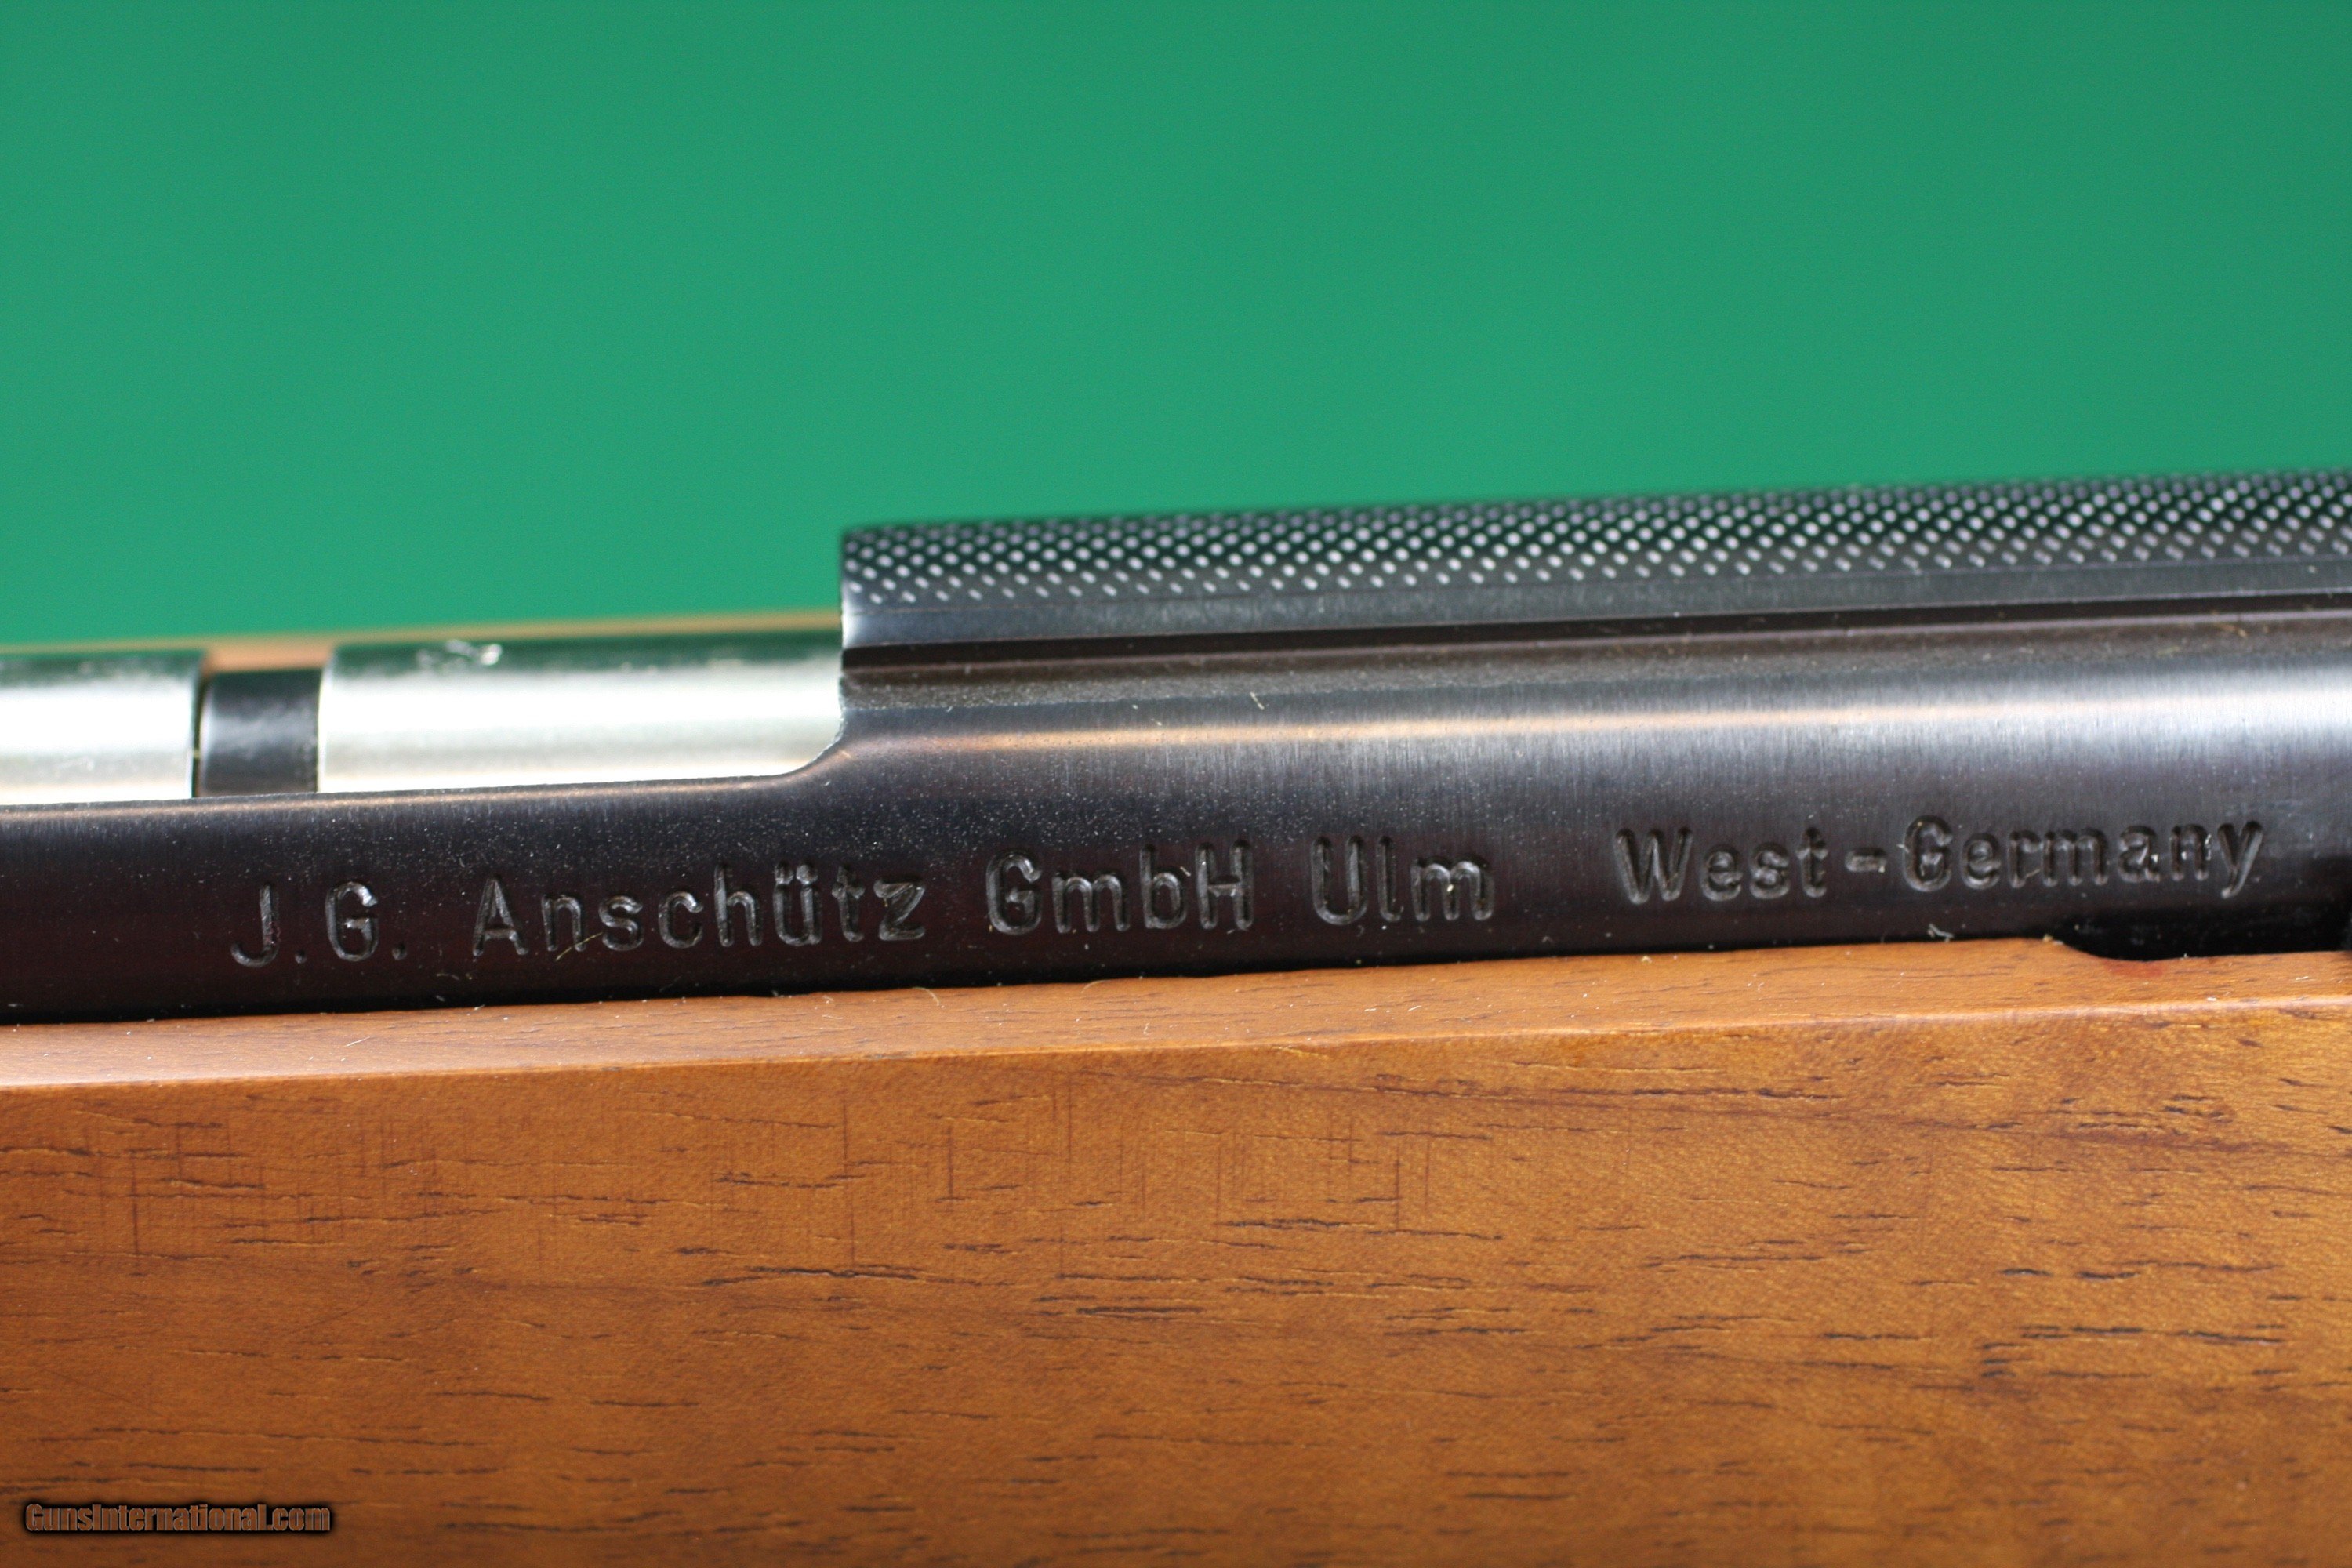 J.G. Anschütz GmbH Ulm West-Germany
GunsInternational.com